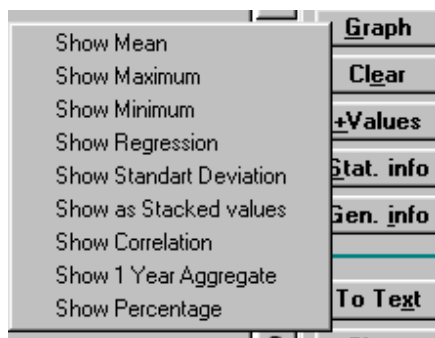 Show Mean
Show Maximum
Show Minimum
Show Regression
Show Standart Deviation
Show as Stacked values
Show Correlation
Show 1 Year Aggregate
Show Percentage
Graph
Clear
+Values
Stat. info
Gen. info
To Text